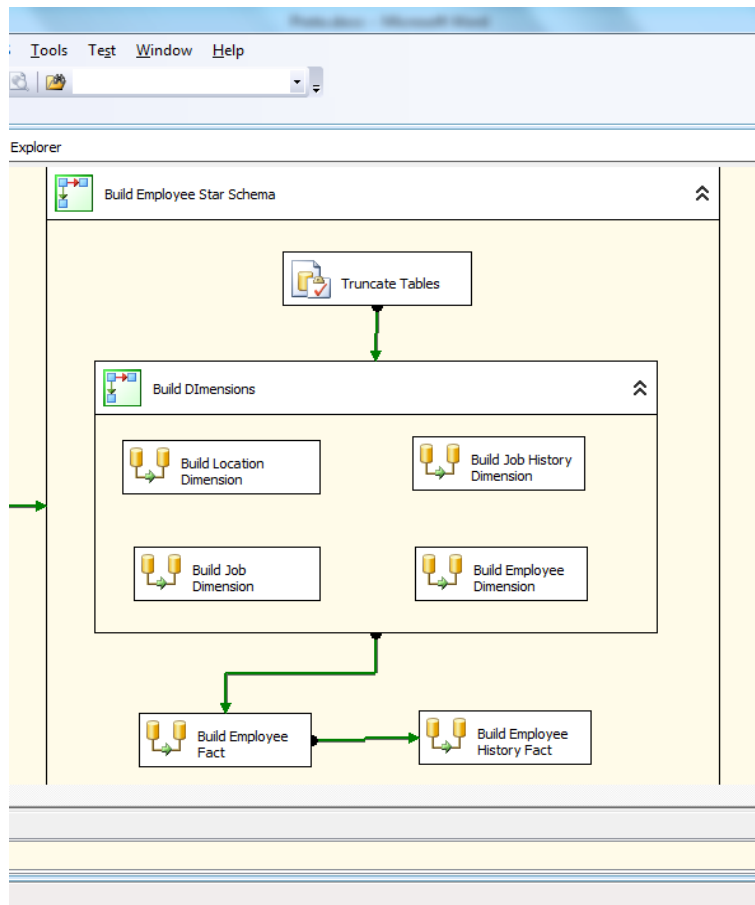 Tools Test Window Help
Explorer
Build Employee Star Schema
Truncate Tables
Build DImensions
Build Location
Dimension
Build Job History
Dimension
Build Job
Dimension
Build Employee
Dimension
Build Employee
Fact
Build Employee
History Fact